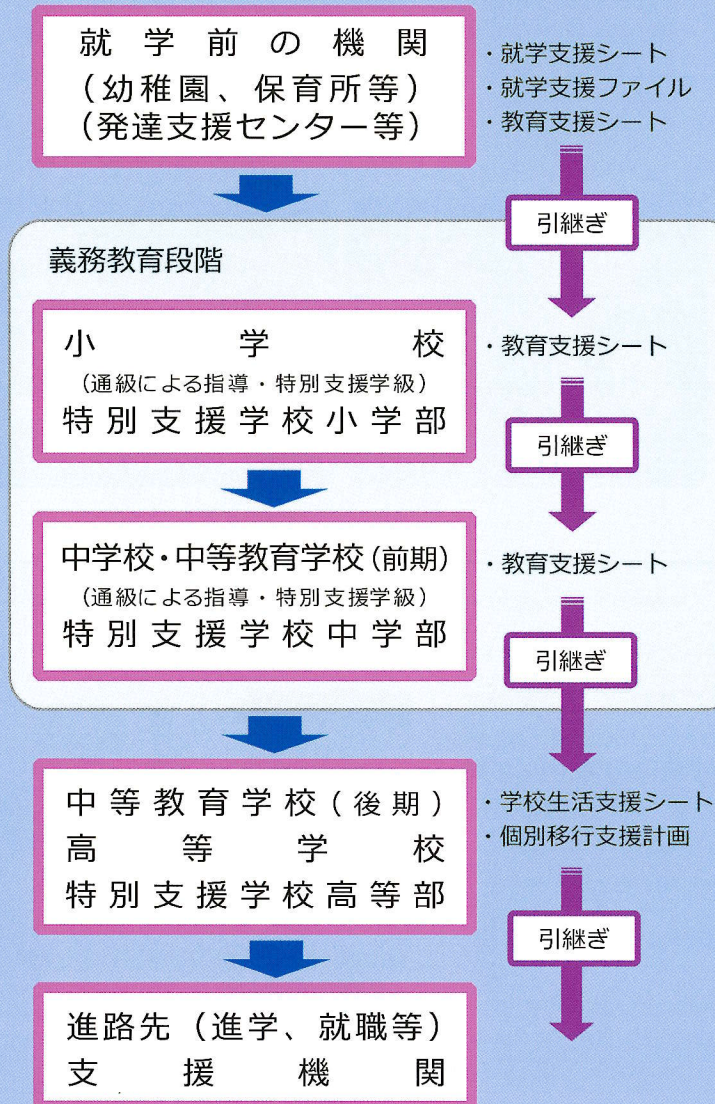 就学前の機関
(幼稚園、保育所等)
(発達支援センター等)
・就学支援シート
・就学支援ファイル
・教育支援シート
引継ぎ
義務教育段階
小学校
(通級による指導・特別支援学級)
特別支援学校小学部
・教育支援シート
引継ぎ
中学校・中等教育学校(前期)
(通級による指導・特別支援学級)
特別支援学校中学部
・教育支援シート
引継ぎ
中等教育学校(後期)
高等学校
特別支援学校高等部
・学校生活支援シート
・個別移行支援計画
引継ぎ
進路先(進学、就職等)
支援機関